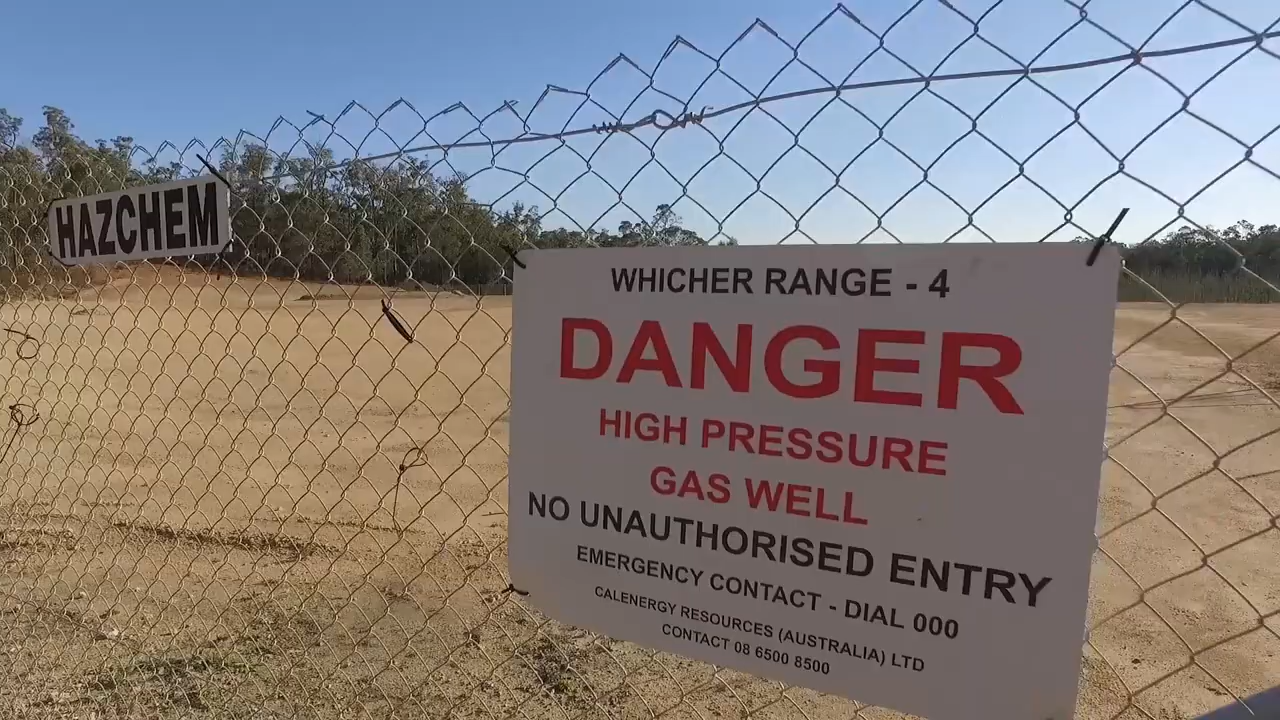 HAZCHEM
WHICHER RANGE - 4
DANGER
HIGH PRESSURE
GAS WELL
NO UNAUTHORISED ENTRY
EMERGENCY CONTACT - DIAL 000
CALENERGY RESOURCES (AUSTRALIA) LTD
CONTACT 08 6500 8500